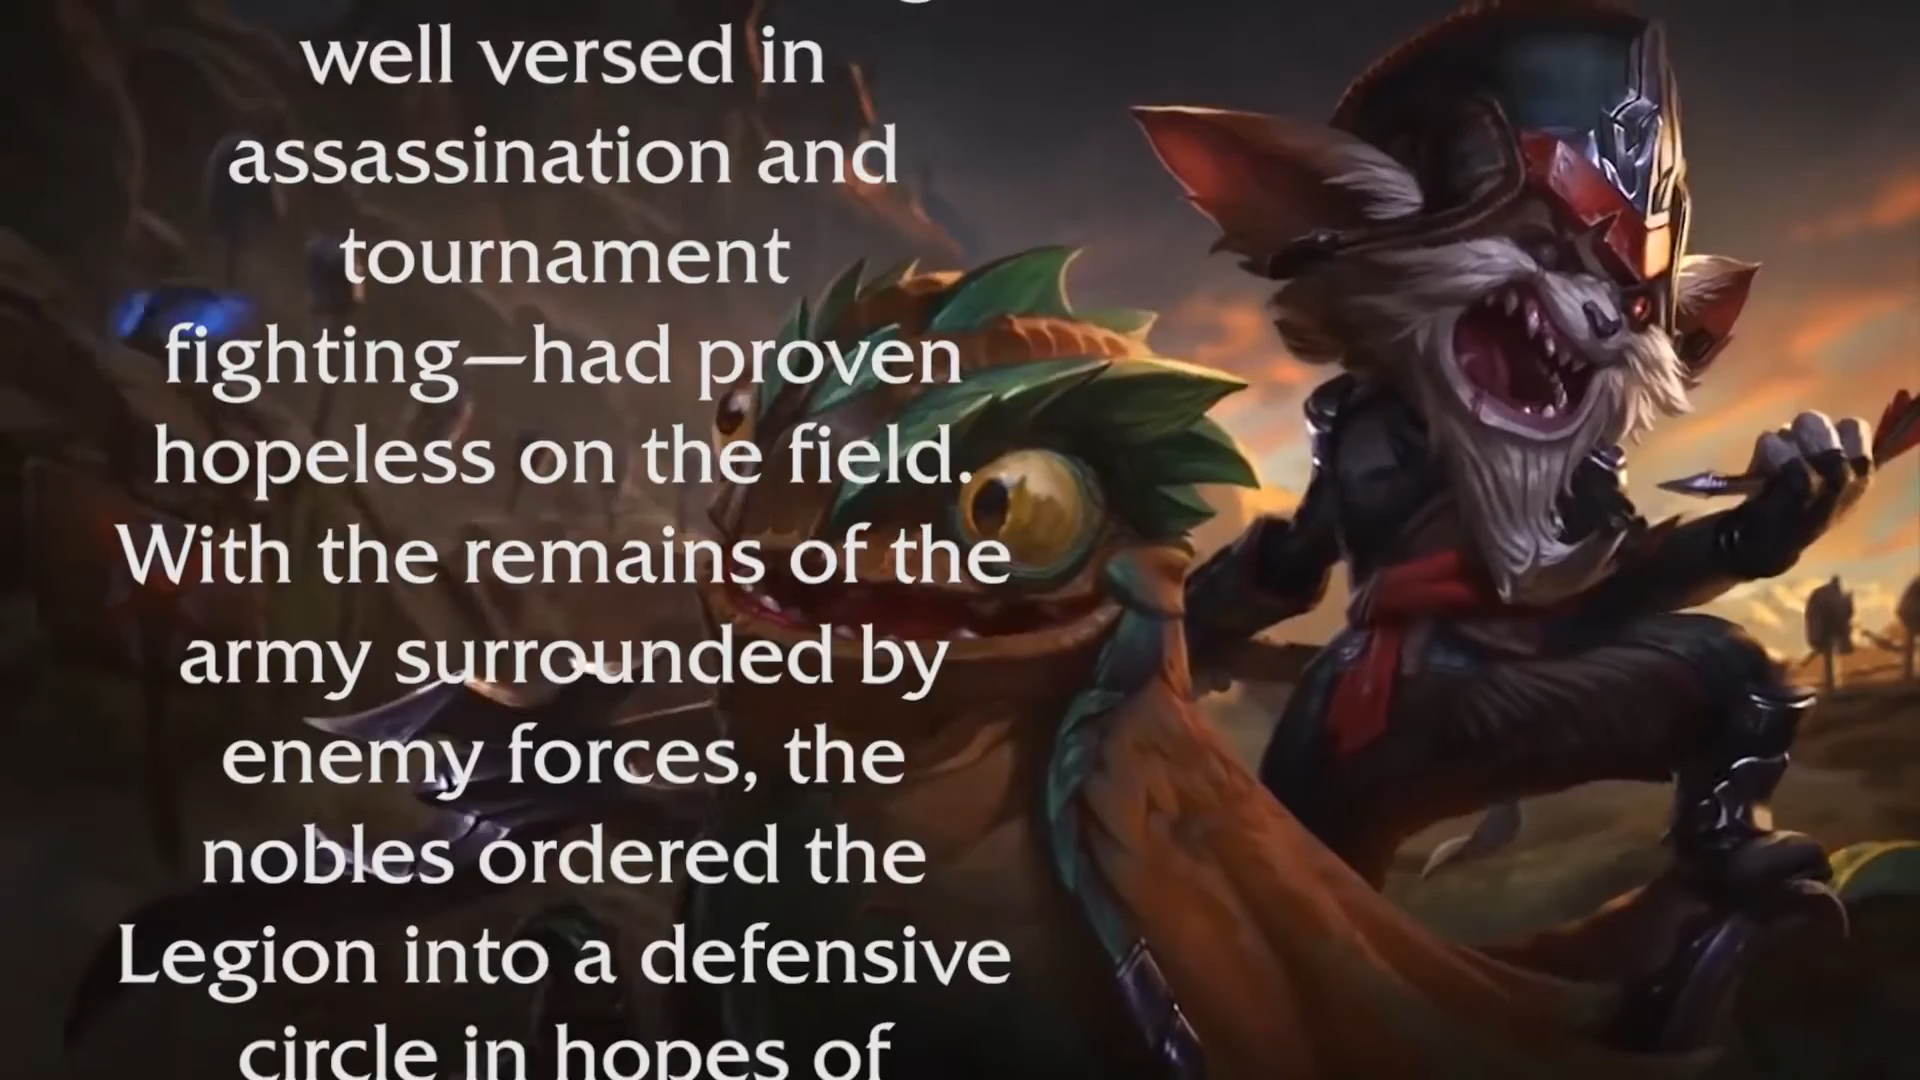 well versed in
assassination and
tournament
fighting—had proven
hopeless on the field.
With the remains of the
army surrounded by
enemy forces, the
nobles ordered the
Legion into a defensive
circle in hopes of